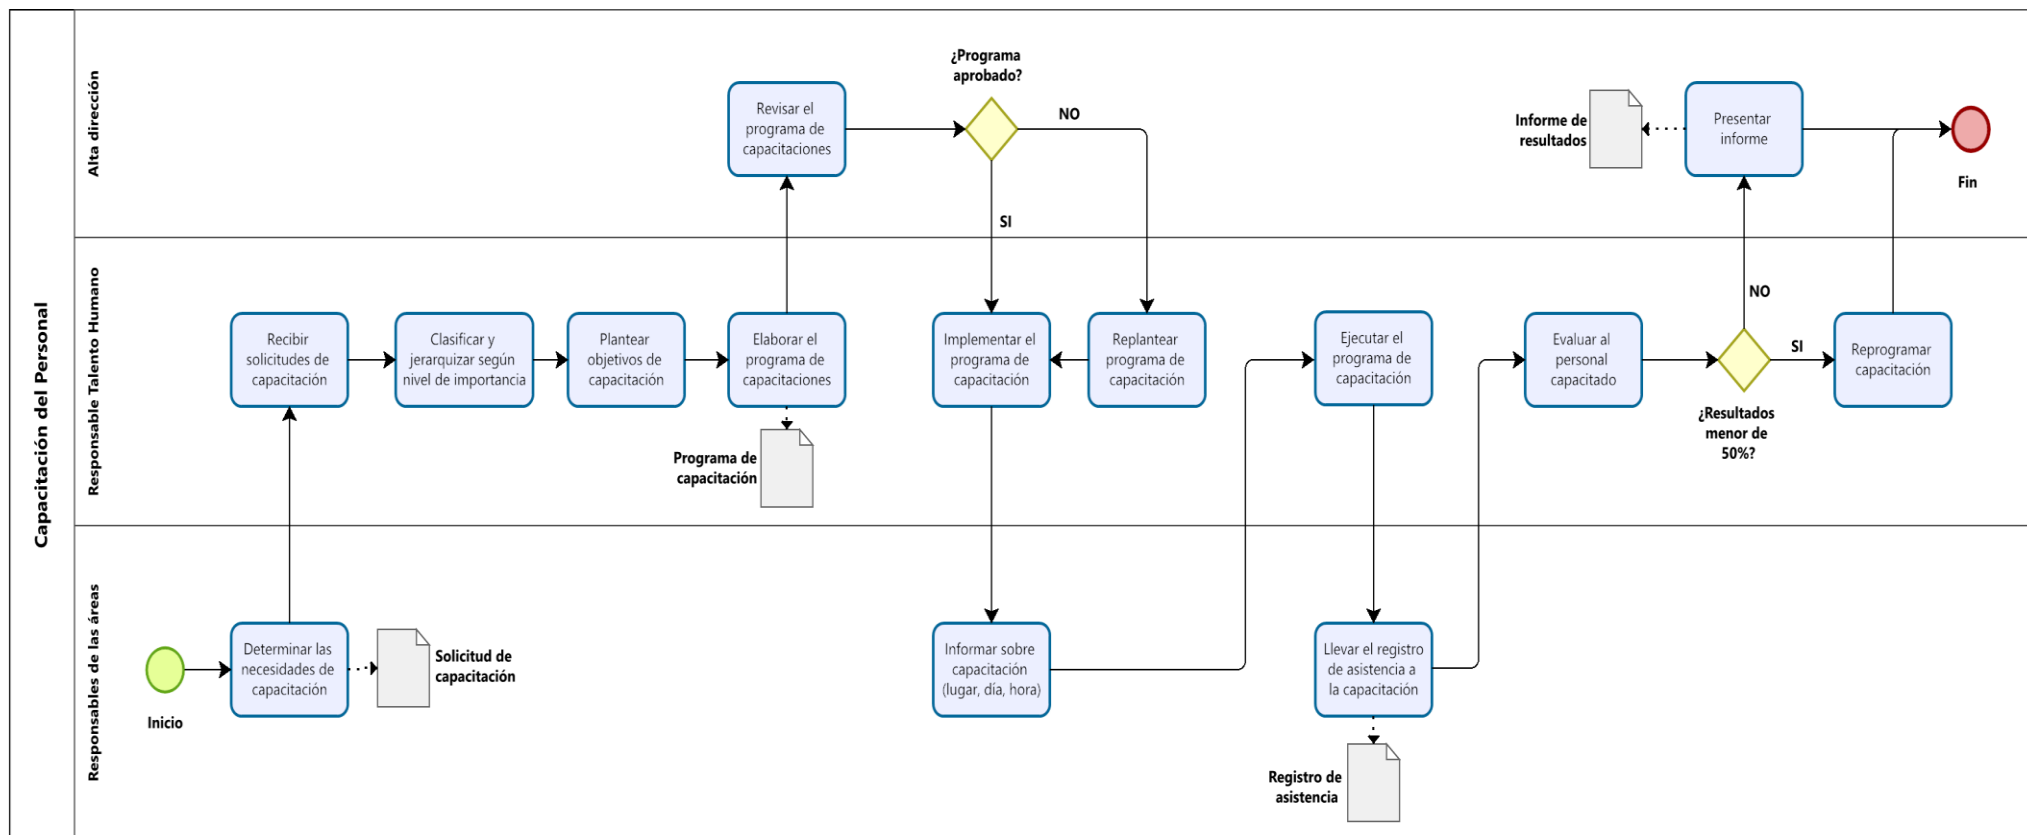 Capacitación del Personal
Alta dirección
Revisar el
programa de
capacitaciones
¿Programa
aprobado?
NO
SI
Informe de
resultados
Presentar
informe
Fin
Responsable Talento Humano
Recibir
solicitudes de
capacitación
Clasificar y
jerarquizar según
nivel de importancia
Plantear
objetivos de
capacitación
Elaborar el
programa de
capacitaciones
Programa de
capacitación
Implementar el
programa de
capacitación
Replantear
programa de
capacitación
Ejecutar el
programa de
capacitación
Evaluar al
personal
capacitado
NO
SI
¿Resultados
menor de
50%?
Reprogramar
capacitación
Responsables de las áreas
Inicio
Determinar las
necesidades de
capacitación
Solicitud de
capacitación
Informar sobre
capacitación
(lugar, día, hora)
Llevar el registro
de asistencia a
la capacitación
Registro de
asistencia